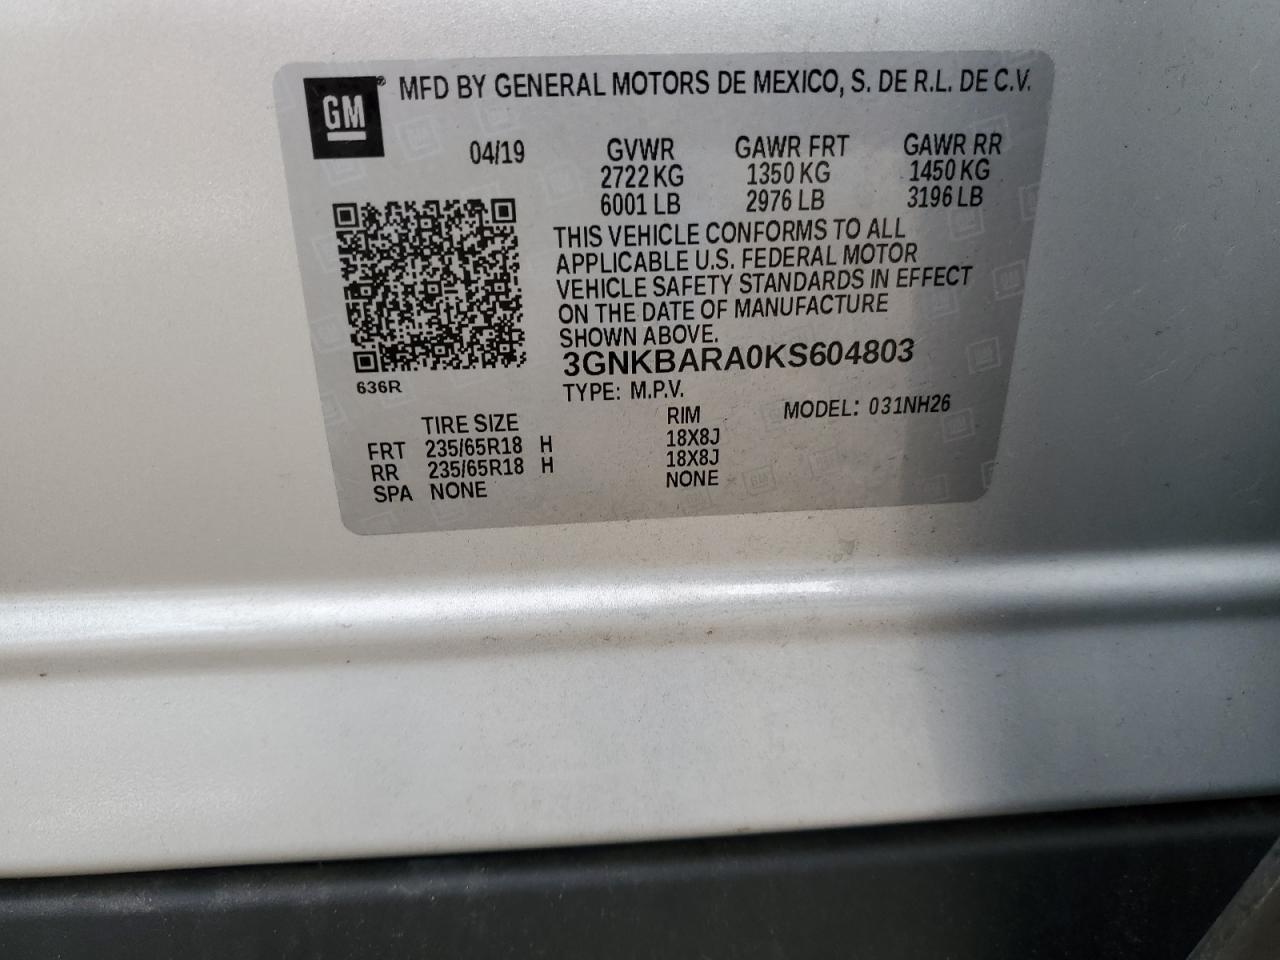 GM® MFD BY GENERAL MOTORS DE MEXICO, S. DE R.L. DE C.V.
04/19 GVWR GAWR FRT GAWR RR
2722 KG 1350 KG 1450 KG
6001 LB 2976 LB 3196 LB
THIS VEHICLE CONFORMS TO ALL
APPLICABLE U.S. FEDERAL MOTOR
VEHICLE SAFETY STANDARDS IN EFFECT
ON THE DATE OF MANUFACTURE
SHOWN ABOVE.
3GNKBARA0KS604803
636R TYPE: M.P.V. MODEL: 031NH26
TIRE SIZE RIM
FRT 235/65R18 H 18X8J
RR 235/65R18 H 18X8J
SPA NONE NONE